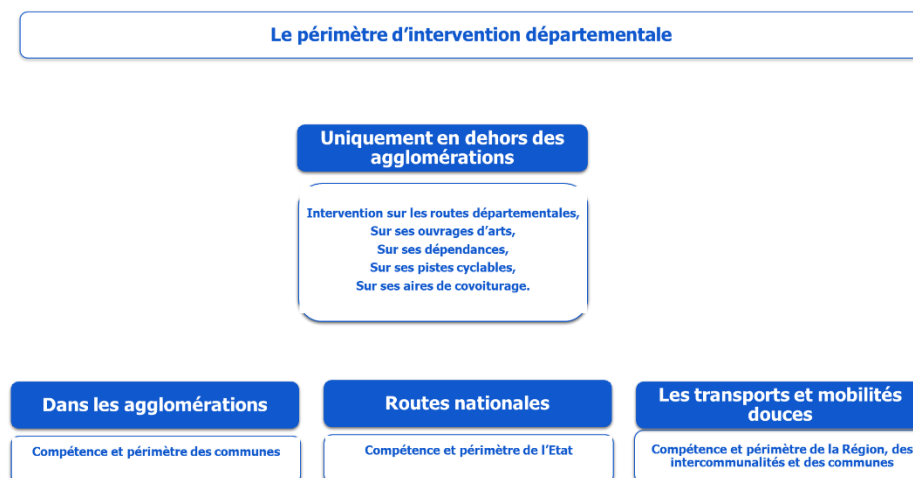 Le périmètre d'intervention départementale
Uniquement en dehors des
agglomérations
Intervention sur les routes départementales,
Sur ses ouvrages d'arts,
Sur ses dépendances,
Sur ses pistes cyclables,
Sur ses aires de covoiturage.
Dans les agglomérations
Compétence et périmètre des communes
Routes nationales
Compétence et périmètre de l'Etat
Les transports et mobilités
douces
Compétence et périmètre de la Région, des
intercommunalités et des communes